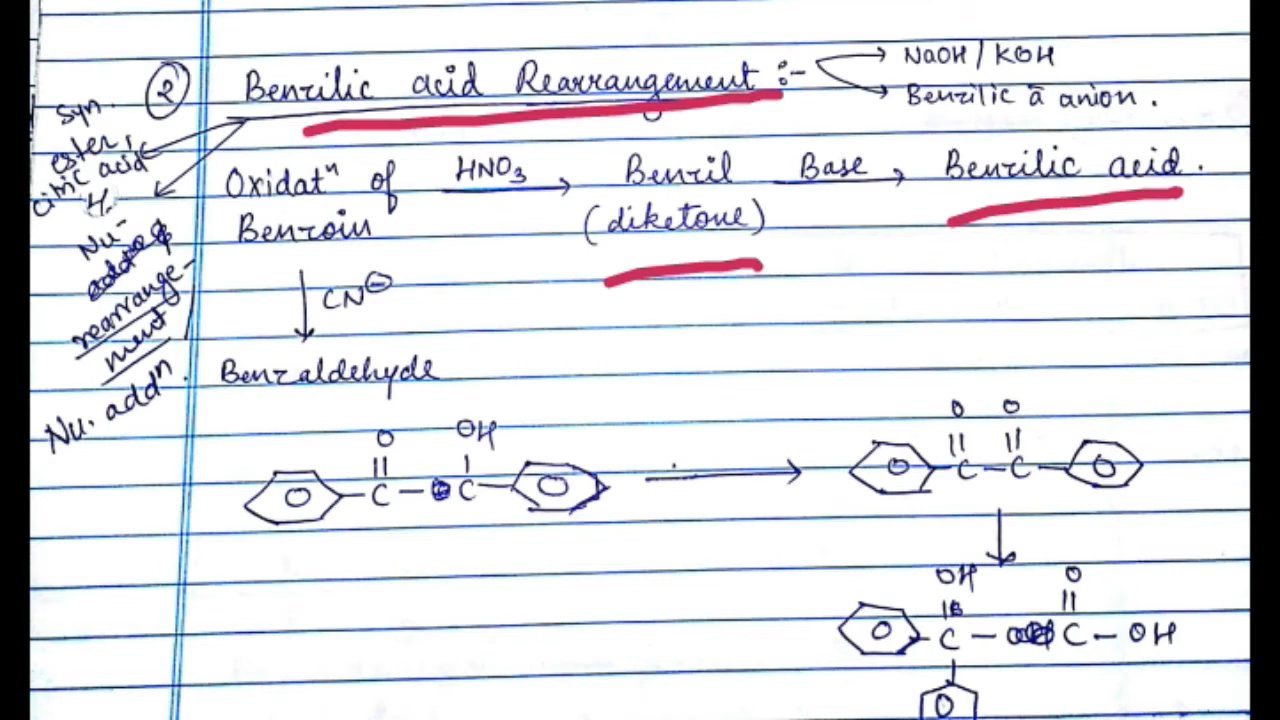 ② Benzilic acid Rearrangement :-
→ NaOH / KOH
→ Benzilic ā anion.
Syn.
ester,
citric acid
4.
Nu-
rearrange-
ment
Nu. addⁿ.
Oxidatⁿ of HNO₃ → Benzil Base → Benzilic acid.
Benzoin (diketone)
↓ CN⊖
Benzaldehyde
O OH
|| |
C - C -
→
O O
|| ||
C - C -
↓
OH O
||
C - C - OH
|